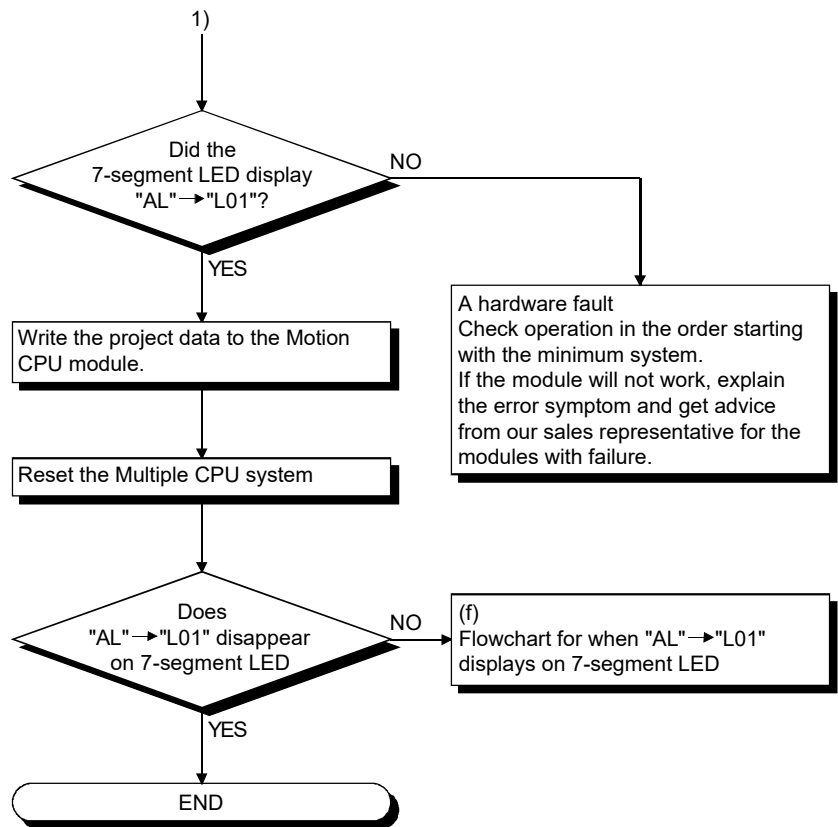 1)
Did the
7-segment LED display
"AL"→"L01"?
NO
YES
Write the project data to the Motion
CPU module.
A hardware fault
Check operation in the order starting
with the minimum system.
If the module will not work, explain
the error symptom and get advice
from our sales representative for the
modules with failure.
Reset the Multiple CPU system
Does
"AL"→"L01" disappear
on 7-segment LED
NO
(f)
Flowchart for when "AL"→"L01"
displays on 7-segment LED
YES
END